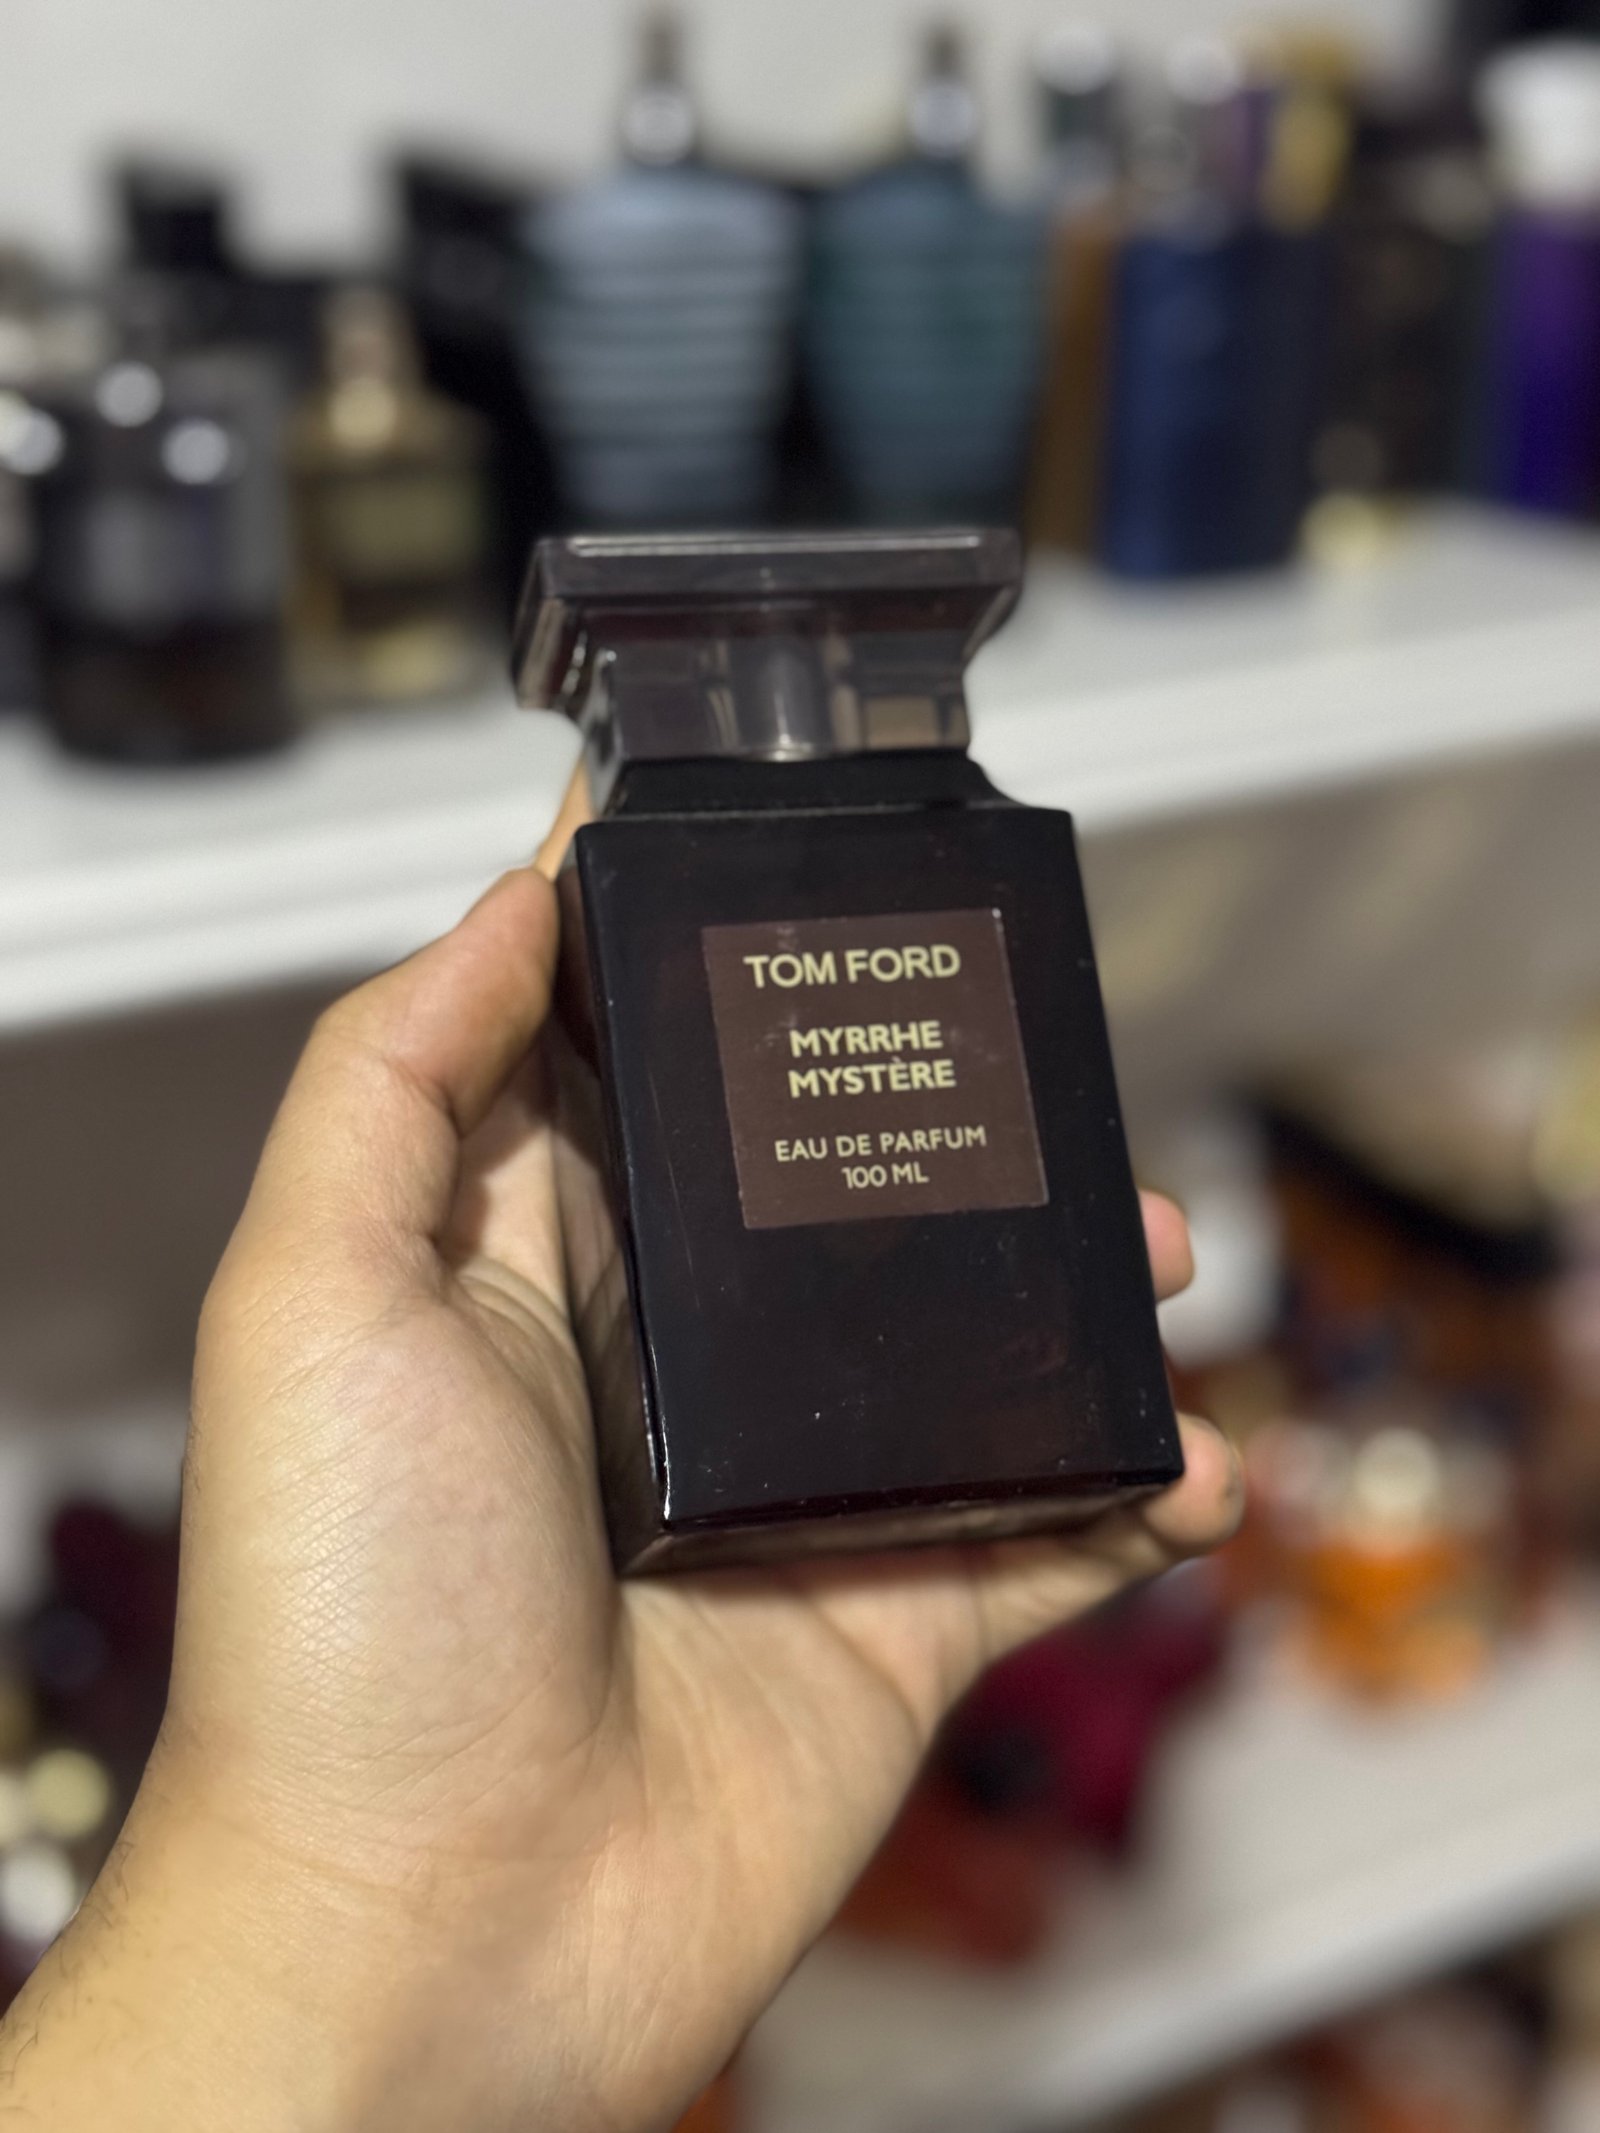 TOM FORD
MYRRHE
MYSTÈRE
EAU DE PARFUM
100 ML